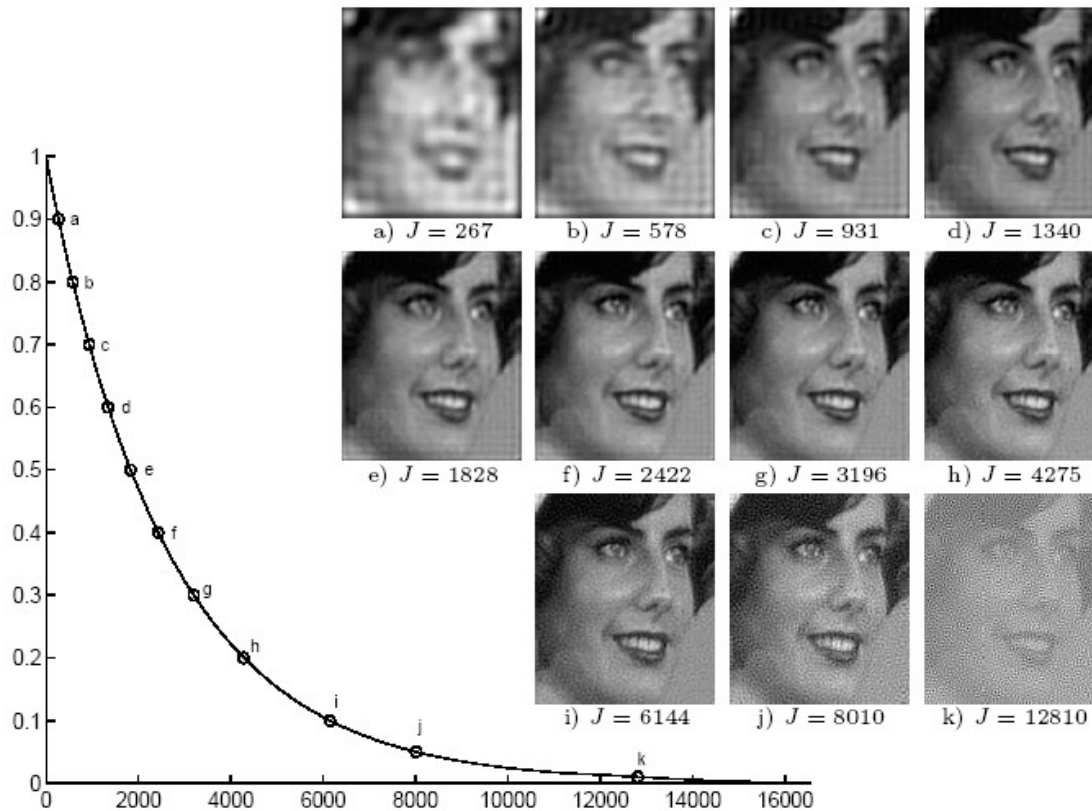 a) J = 267
b) J = 578
c) J = 931
d) J = 1340
e) J = 1828
f) J = 2422
g) J = 3196
h) J = 4275
i) J = 6144
j) J = 8010
k) J = 12810
1
0.9
0.8
0.7
0.6
0.5
0.4
0.3
0.2
0.1
0
a
b
c
d
e
f
g
h
i
j
k
0 2000 4000 6000 8000 10000 12000 14000 16000